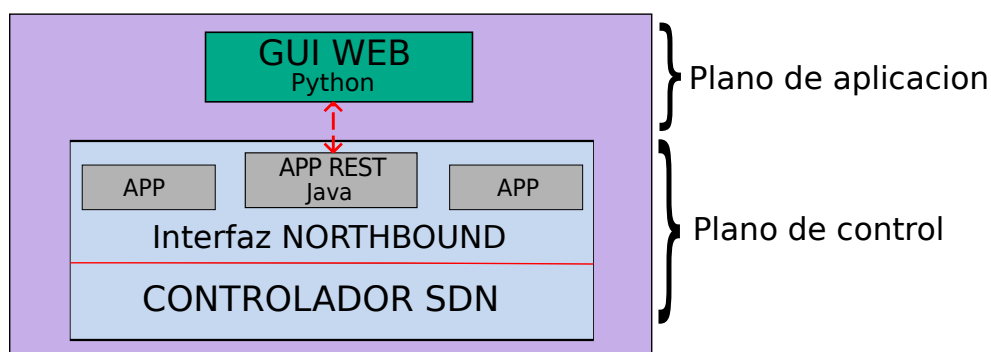 GUI WEB
Python
Plano de aplicacion
APP
APP REST
Java
APP
Interfaz NORTHBOUND
Plano de control
CONTROLADOR SDN